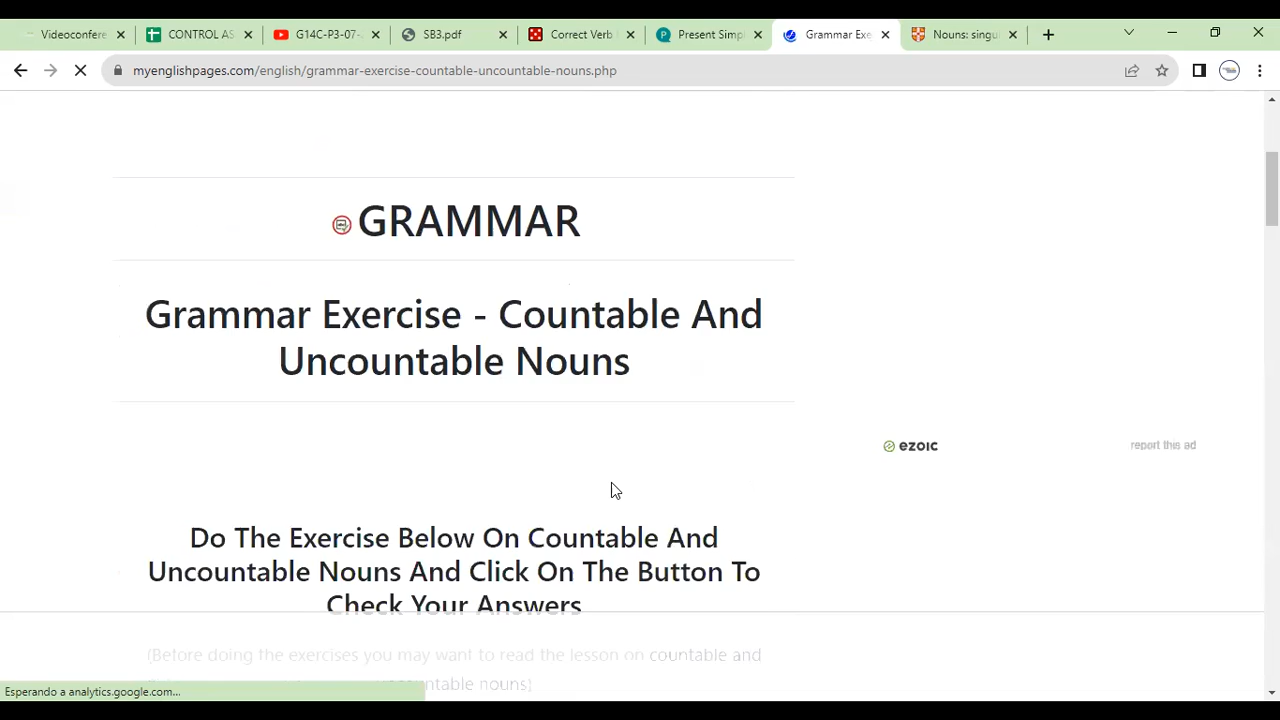 Videoconfere
CONTROL AS
G14C-P3-07-
SB3.pdf
Correct Verb
Present Simpl
Grammar Exe
Nouns: singu
myenglishpages.com/english/grammar-exercise-countable-uncountable-nouns.php
GRAMMAR
Grammar Exercise - Countable And
Uncountable Nouns
ezoic
report this ad
Do The Exercise Below On Countable And
Uncountable Nouns And Click On The Button To
Check Your Answers
(Before doing the exercises you may want to read the lesson on countable and
uncountable nouns)
Esperando a analytics.google.com...